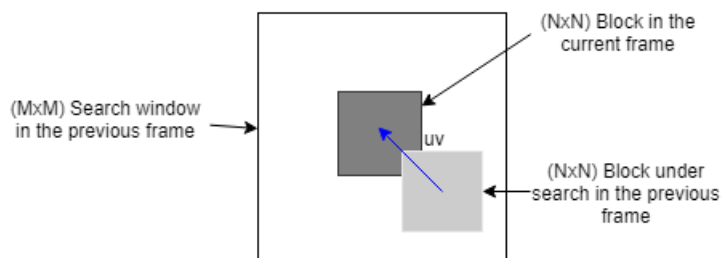 (NxN) Block in the
current frame
(MxM) Search window
in the previous frame
uv
(NxN) Block under
search in the previous
frame